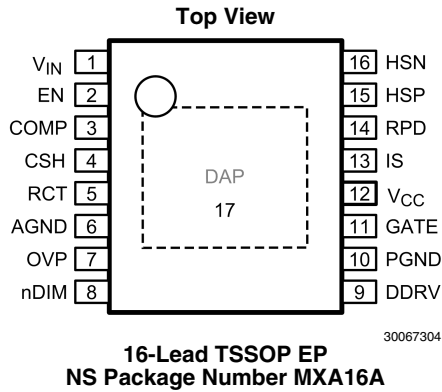 Top View
V_IN 1 16 HSN
EN 2 15 HSP
COMP 3 14 RPD
CSH 4 DAP 13 IS
RCT 5 17 12 V_CC
AGND 6 11 GATE
OVP 7 10 PGND
nDIM 8 9 DDRV
30067304
16-Lead TSSOP EP
NS Package Number MXA16A